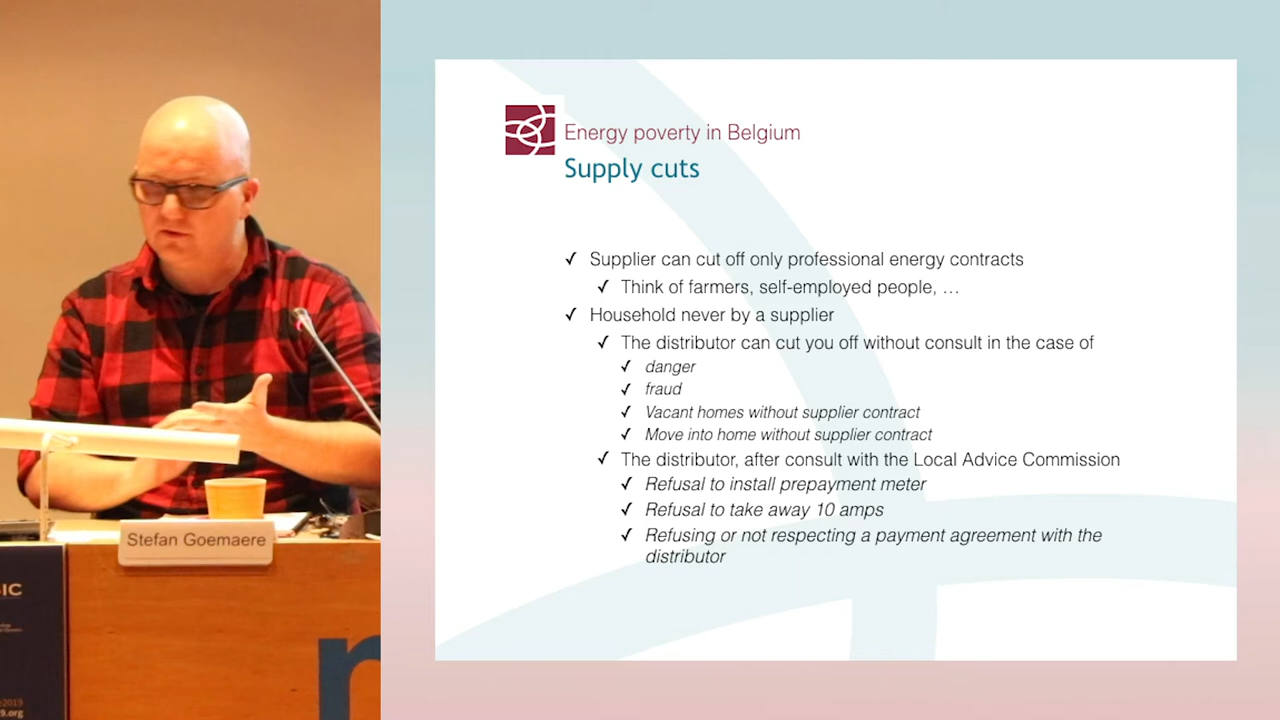 Energy poverty in Belgium
Supply cuts
✓ Supplier can cut off only professional energy contracts
✓ Think of farmers, self-employed people, …
✓ Household never by a supplier
✓ The distributor can cut you off without consult in the case of
✓ danger
✓ fraud
✓ Vacant homes without supplier contract
✓ Move into home without supplier contract
✓ The distributor, after consult with the Local Advice Commission
✓ Refusal to install prepayment meter
✓ Refusal to take away 10 amps
✓ Refusing or not respecting a payment agreement with the
distributor
Stefan Goemaere
SIC
2019
9.org